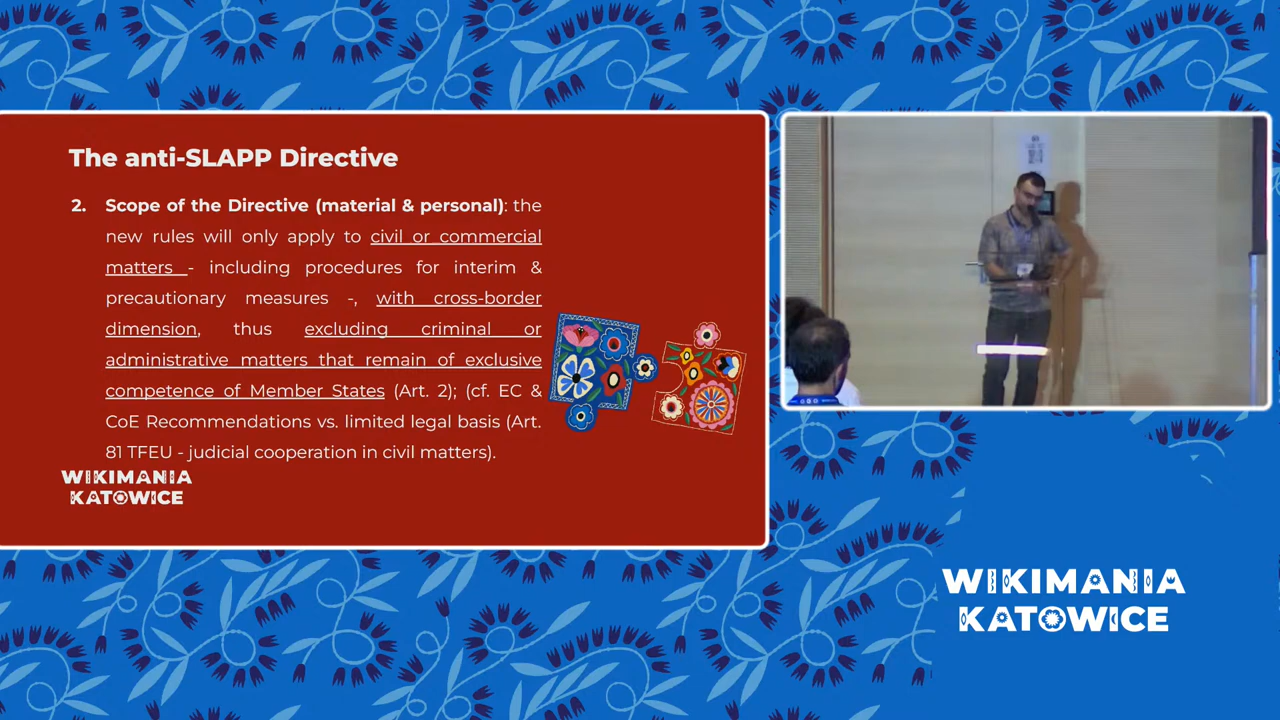 The anti-SLAPP Directive
2. Scope of the Directive (material & personal): the
new rules will only apply to civil or commercial
matters - including procedures for interim &
precautionary measures -, with cross-border
dimension, thus excluding criminal or
administrative matters that remain of exclusive
competence of Member States (Art. 2); (cf. EC &
CoE Recommendations vs. limited legal basis (Art.
81 TFEU - judicial cooperation in civil matters).
WIKIMANIA
KATOWICE
WIKIMANIA
KATOWICE